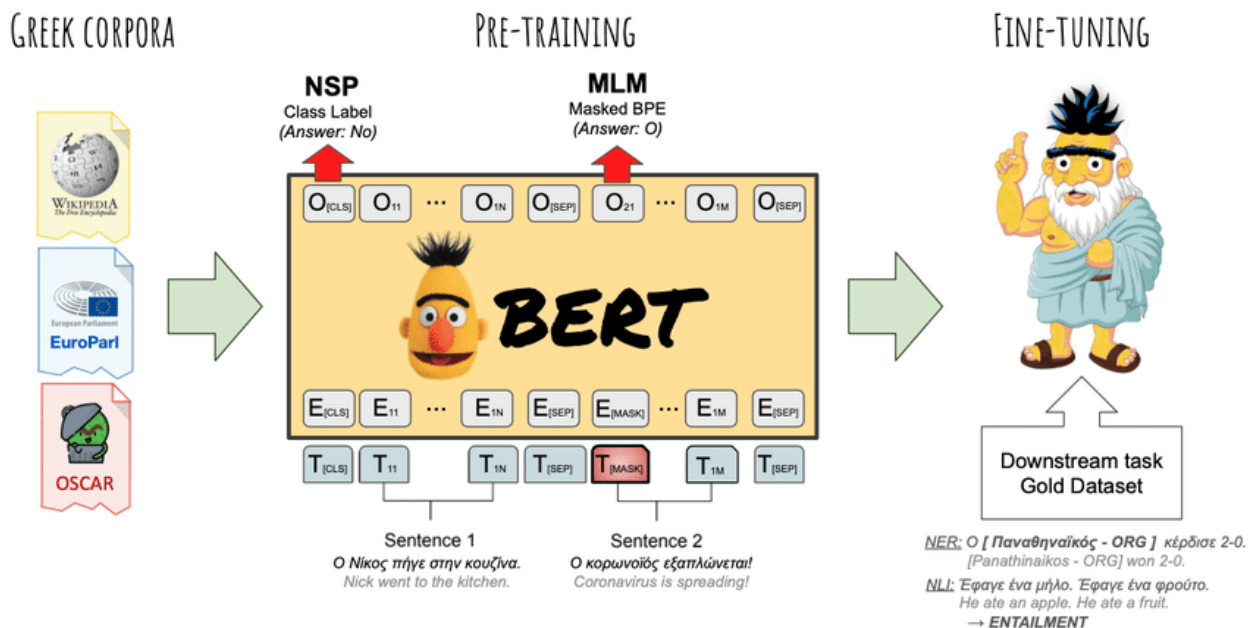 GREEK CORPORA
PRE-TRAINING
FINE-TUNING
WIKIPEDIA
The Free Encyclopedia
European Parliament
EuroParl
OSCAR
NSP
Class Label
(Answer: No)
MLM
Masked BPE
(Answer: O)
O[CLS] O11 ... O1N O[SEP] O21 ... O1M O[SEP]
BERT
E[CLS] E11 ... E1N E[SEP] E[MASK] ... E1M E[SEP]
T[CLS] T11 T1N T[SEP] T[MASK] T1M T[SEP]
Sentence 1
Ο Νίκος πήγε στην κουζίνα.
Nick went to the kitchen.
Sentence 2
Ο κορωνοϊός εξαπλώνεται!
Coronavirus is spreading!
Downstream task
Gold Dataset
NER: Ο [ Παναθηναϊκός - ORG ] κέρδισε 2-0.
[Panathinaikos - ORG] won 2-0.
NLI: Έφαγε ένα μήλο. Έφαγε ένα φρούτο.
He ate an apple. He ate a fruit.
→ ENTAILMENT